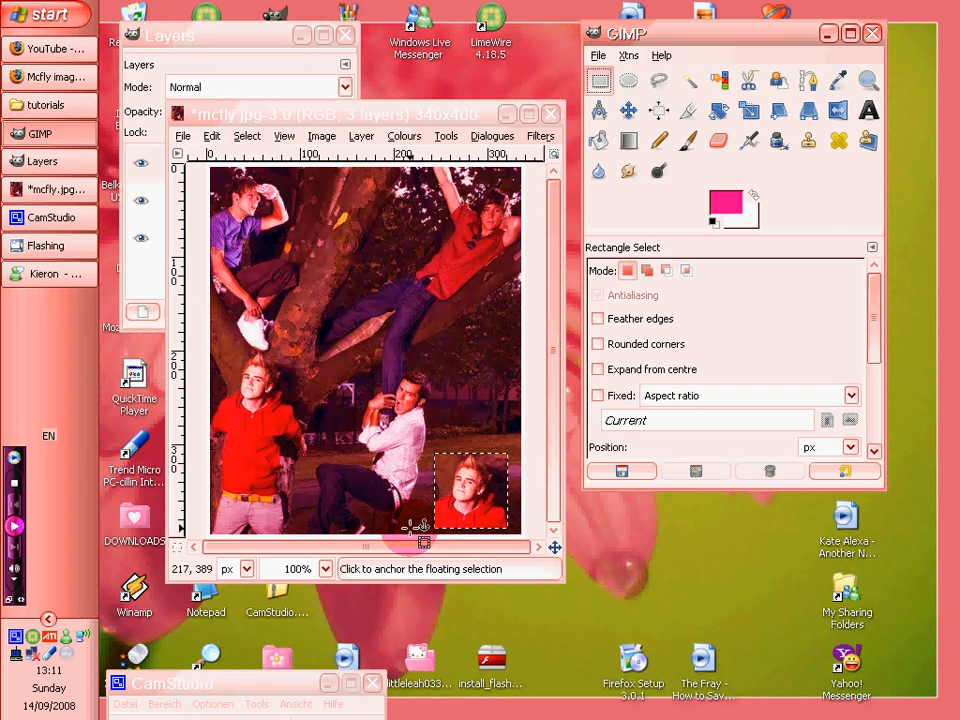 start
YouTube -...
Mcfly imag...
tutorials
GIMP
Layers
*mcfly.jpg...
CamStudio
Flashing
Kieron - ...
EN
13:11
Sunday
14/09/2008
Layers
Layers
Mode: Normal
Opacity:
Lock:
Windows Live
Messenger
LimeWire
4.18.5
*mcfly.jpg-3.0 (RGB, 3 layers) 340x400
File Edit Select View Image Layer Colours Tools Dialogues Filters
0 100 200 300
0
100
200
300
217, 389 px 100% Click to anchor the floating selection
GIMP
File Xtns Help
Rectangle Select
Mode:
Antialiasing
Feather edges
Rounded corners
Expand from centre
Fixed: Aspect ratio
Current
Position: px
QuickTime
Player
Trend Micro
PC-cillin Int...
DOWNLOADS
Winamp
Notepad
CamStudio....
Kate Alexa -
Another N...
My Sharing
Folders
littleleah033...
install_flash...
Firefox Setup
3.0.1
The Fray -
How to Sav...
Yahoo!
Messenger
CamStudio
Datei Bereich Optionen Tools Ansicht Hilfe